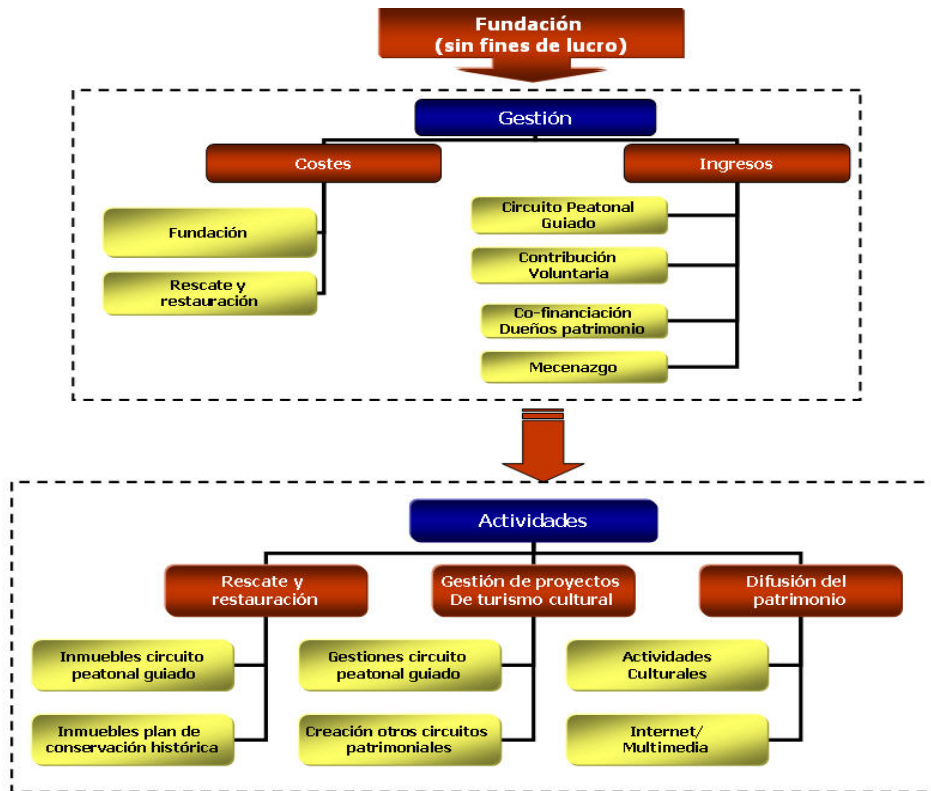 Fundación
(sin fines de lucro)
Gestión
Costes
Ingresos
Fundación
Rescate y
restauración
Circuito Peatonal
Guiado
Contribución
Voluntaria
Co-financiación
Dueños patrimonio
Mecenazgo
Actividades
Rescate y
restauración
Gestión de proyectos
De turismo cultural
Difusión del
patrimonio
Inmuebles circuito
peatonal guiado
Inmuebles plan de
conservación histórica
Gestiones circuito
peatonal guiado
Creación otros circuitos
patrimoniales
Actividades
Culturales
Internet/
Multimedia